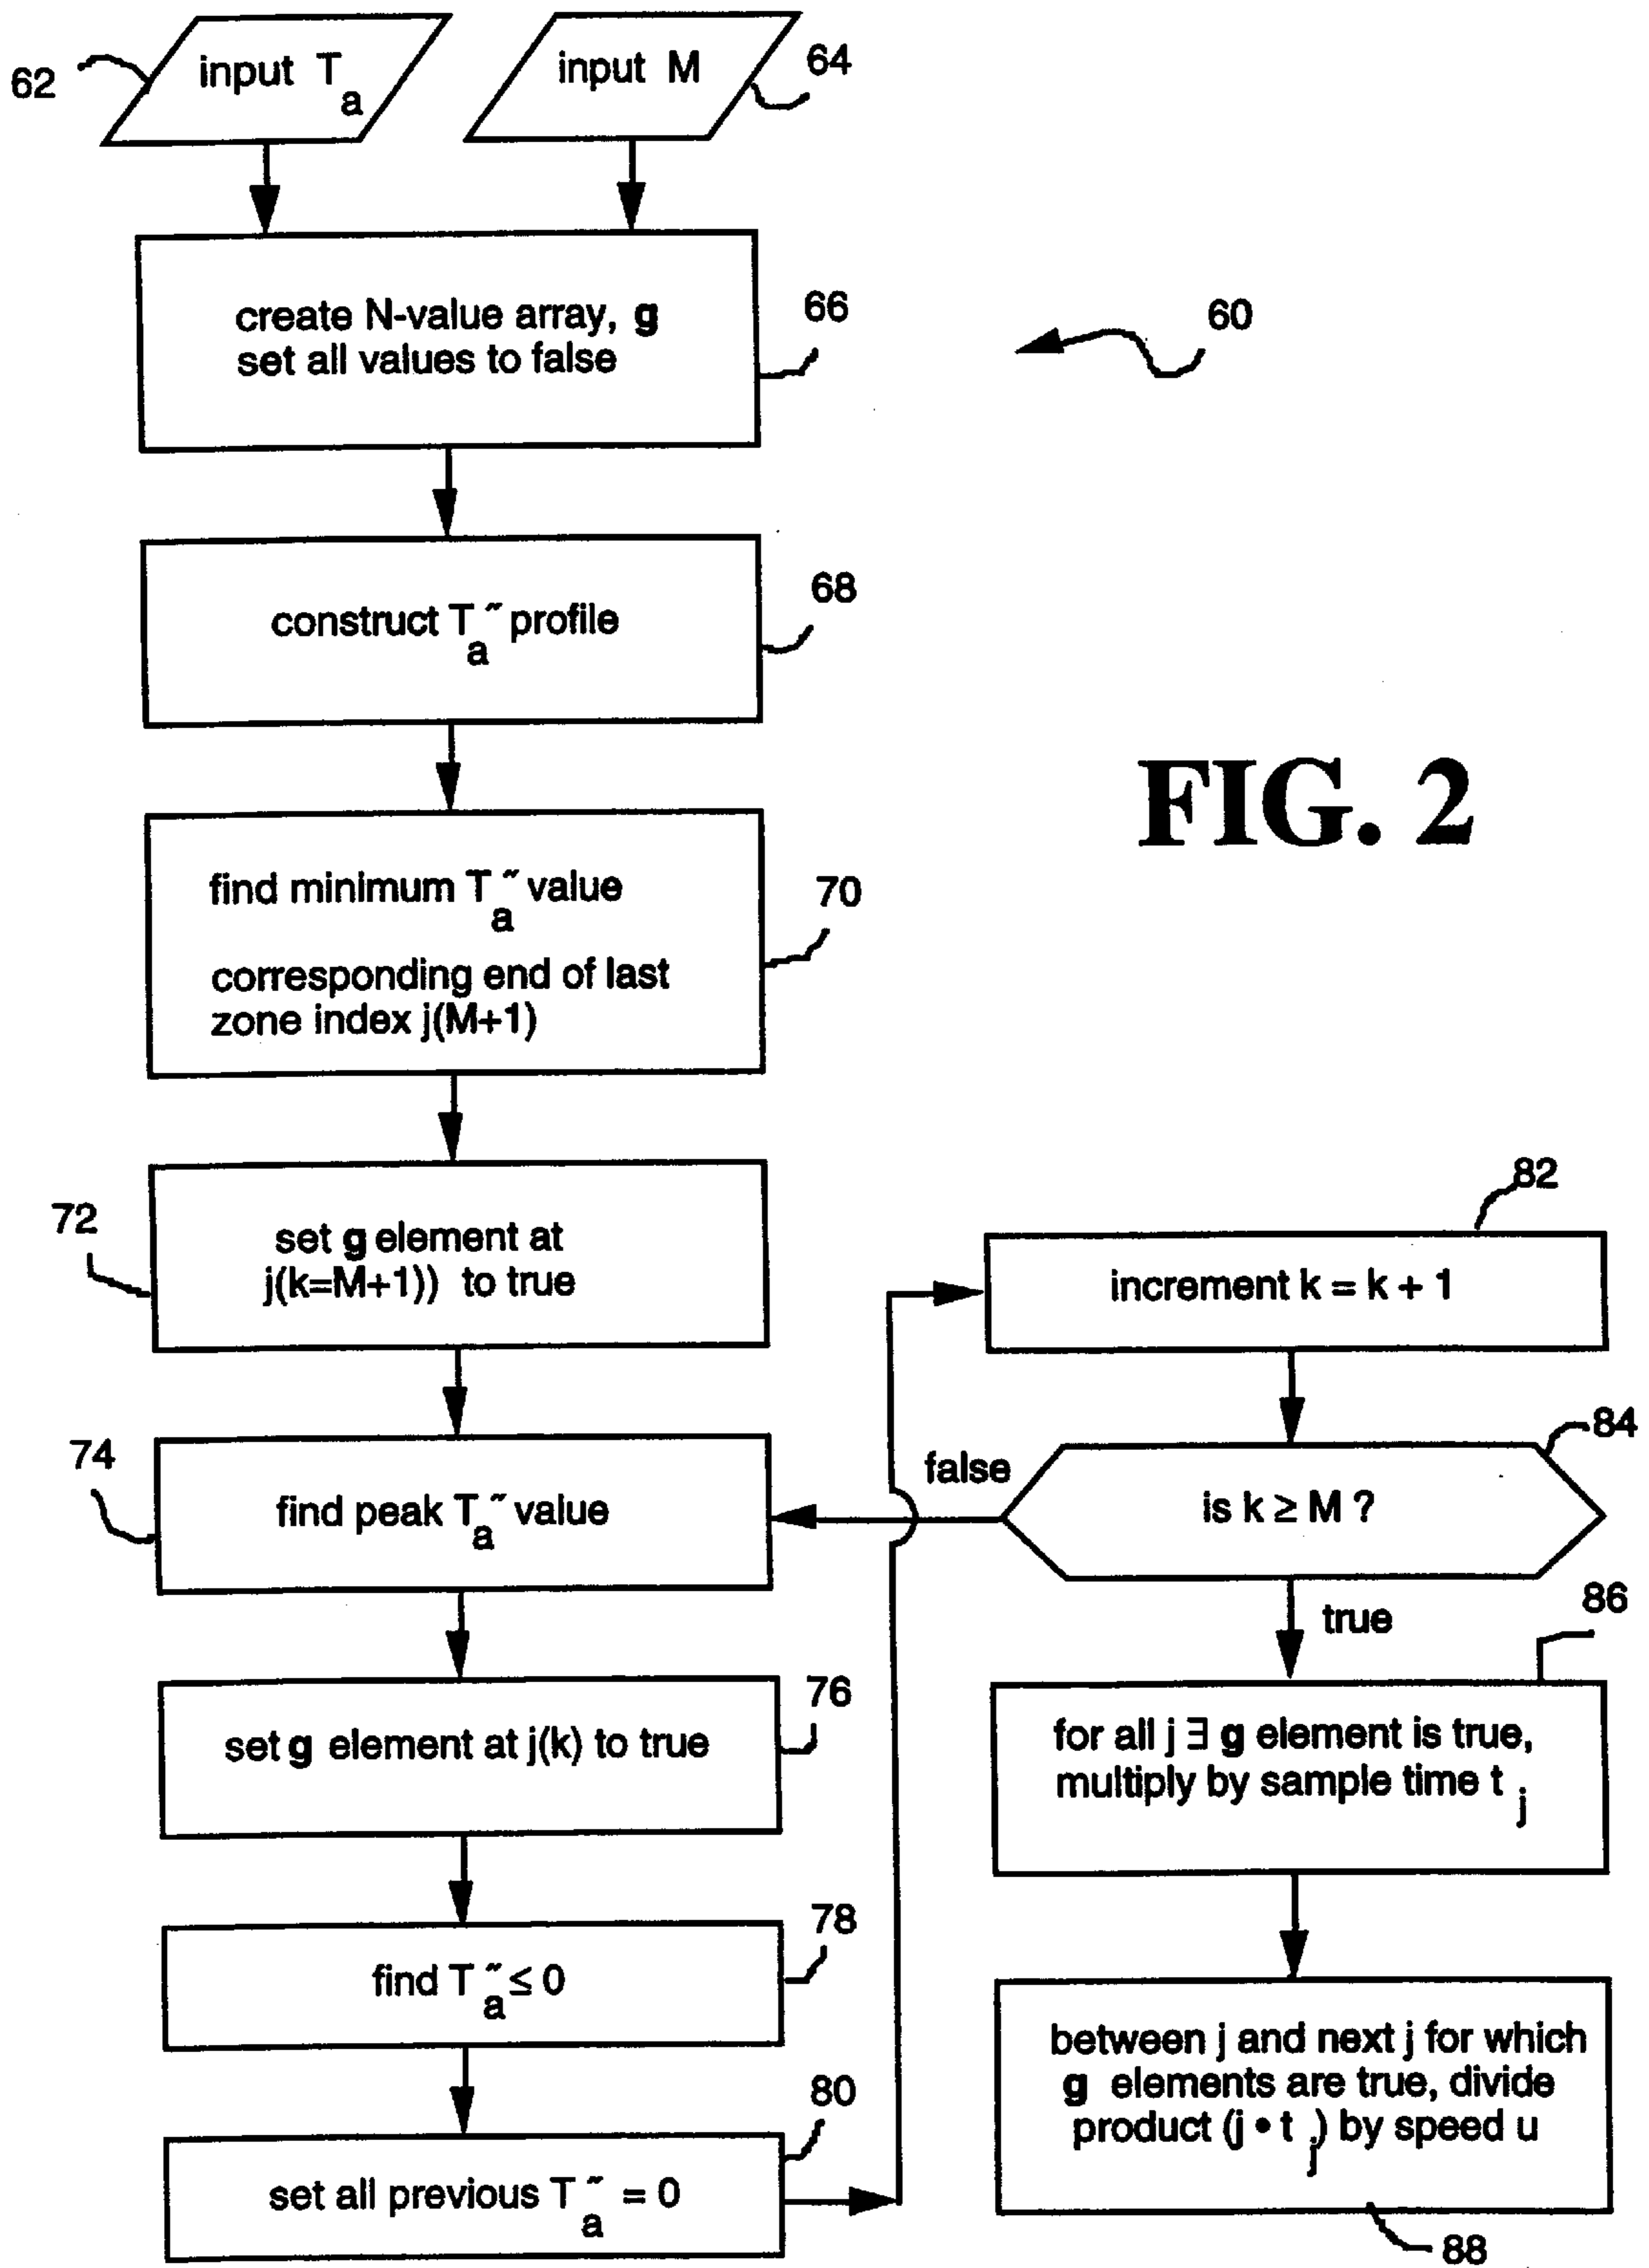 62
input T a
input M
64
create N-value array, g
set all values to false
66
60
construct T a ″ profile
68
FIG. 2
find minimum T a ″ value
corresponding end of last
zone index j(M+1)
70
72
set g element at
j(k=M+1)) to true
82
increment k = k + 1
74
find peak T a ″ value
false
is k ≥ M ?
84
true
86
set g element at j(k) to true
76
for all j ∃ g element is true,
multiply by sample time t j
find T a ″ ≤ 0
78
between j and next j for which
g elements are true, divide
product (j • t j) by speed u
80
set all previous T a ″ = 0
88